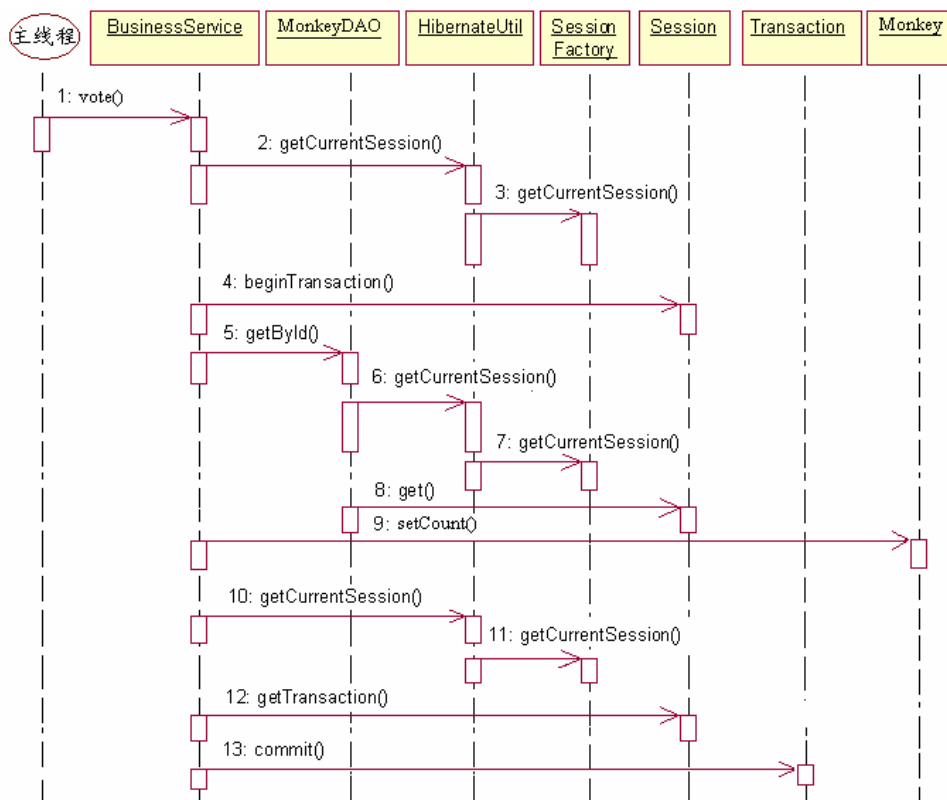 主线程
BusinessService
MonkeyDAO
HibernateUtil
Session
Factory
Session
Transaction
Monkey
1: vote()
2: getCurrentSession()
3: getCurrentSession()
4: beginTransaction()
5: getById()
6: getCurrentSession()
7: getCurrentSession()
8: get()
9: setCount()
10: getCurrentSession()
11: getCurrentSession()
12: getTransaction()
13: commit()